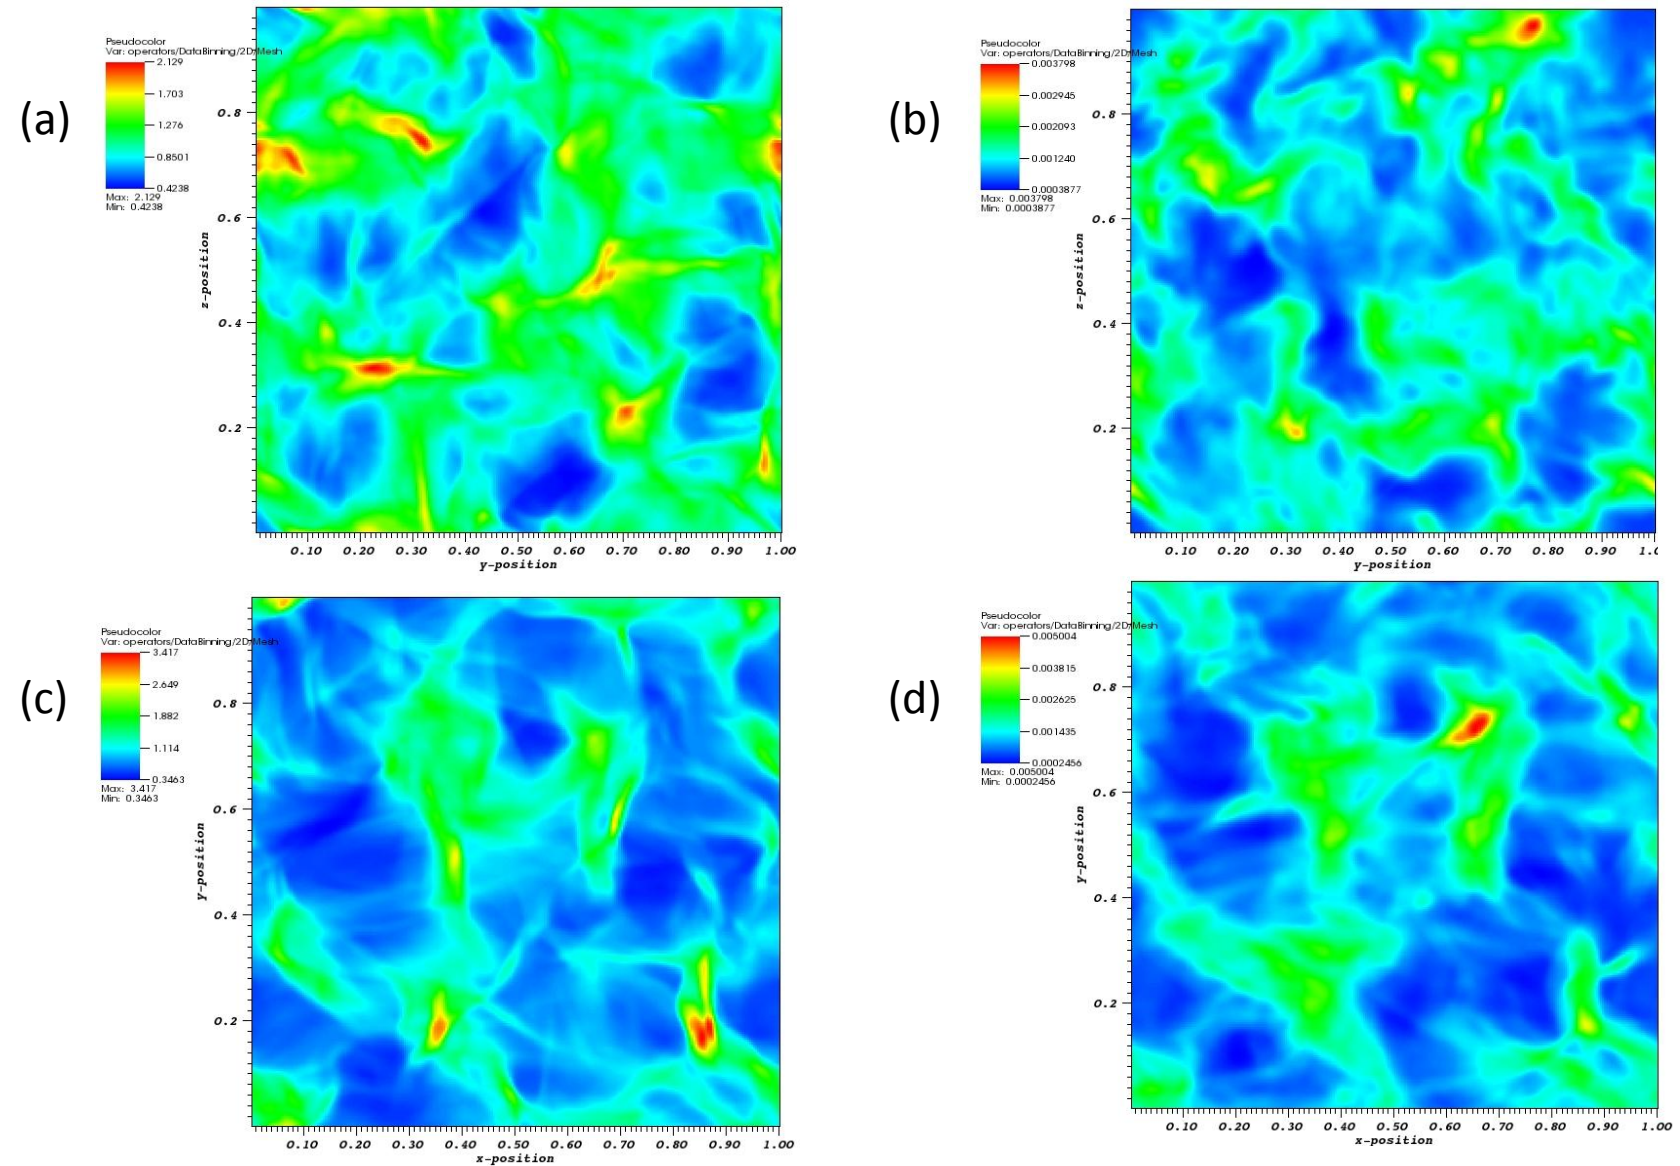 (a)
Pseudocolor
Var: operators/DataBinning/2D/Mesh
2.129
1.703
1.276
0.8501
0.4238
Max: 2.129
Min: 0.4238
z-position
0.8
0.6
0.4
0.2
0.10 0.20 0.30 0.40 0.50 0.60 0.70 0.80 0.90 1.00
y-position
(b)
Pseudocolor
Var: operators/DataBinning/2D/Mesh
0.003798
0.002945
0.002093
0.001240
0.0003877
Max: 0.003798
Min: 0.0003877
z-position
0.8
0.6
0.4
0.2
0.10 0.20 0.30 0.40 0.50 0.60 0.70 0.80 0.90 1.0
y-position
(c)
Pseudocolor
Var: operators/DataBinning/2D/Mesh
3.417
2.649
1.882
1.114
0.3463
Max: 3.417
Min: 0.3463
y-position
0.8
0.6
0.4
0.2
0.10 0.20 0.30 0.40 0.50 0.60 0.70 0.80 0.90 1.00
x-position
(d)
Pseudocolor
Var: operators/DataBinning/2D/Mesh
0.005004
0.003815
0.002625
0.001435
0.0002456
Max: 0.005004
Min: 0.0002456
y-position
0.8
0.6
0.4
0.2
0.10 0.20 0.30 0.40 0.50 0.60 0.70 0.80 0.90 1.00
x-position